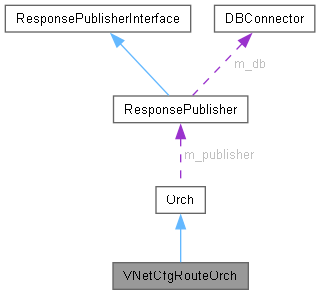 ResponsePublisherInterface
DBConnector
m_db
ResponsePublisher
m_publisher
Orch
VNetCfgRouteOrch